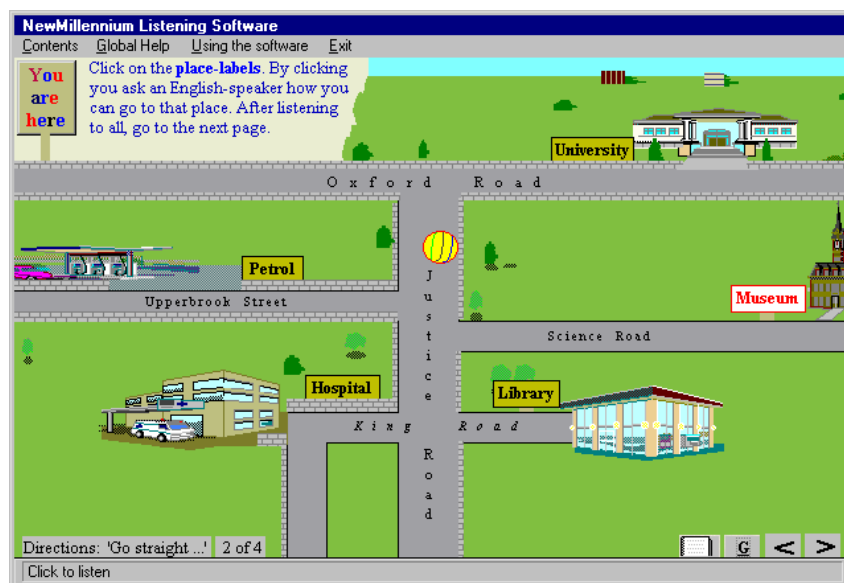 NewMillennium Listening Software
Contents Global Help Using the software Exit
You
are
here
Click on the place-labels. By clicking
you ask an English-speaker how you
can go to that place. After listening
to all, go to the next page.
University
Oxford Road
Petrol
Museum
Upperbrook Street
Justice Road
Science Road
Hospital
Library
King Road
Directions: 'Go straight ...' 2 of 4
G < >
Click to listen